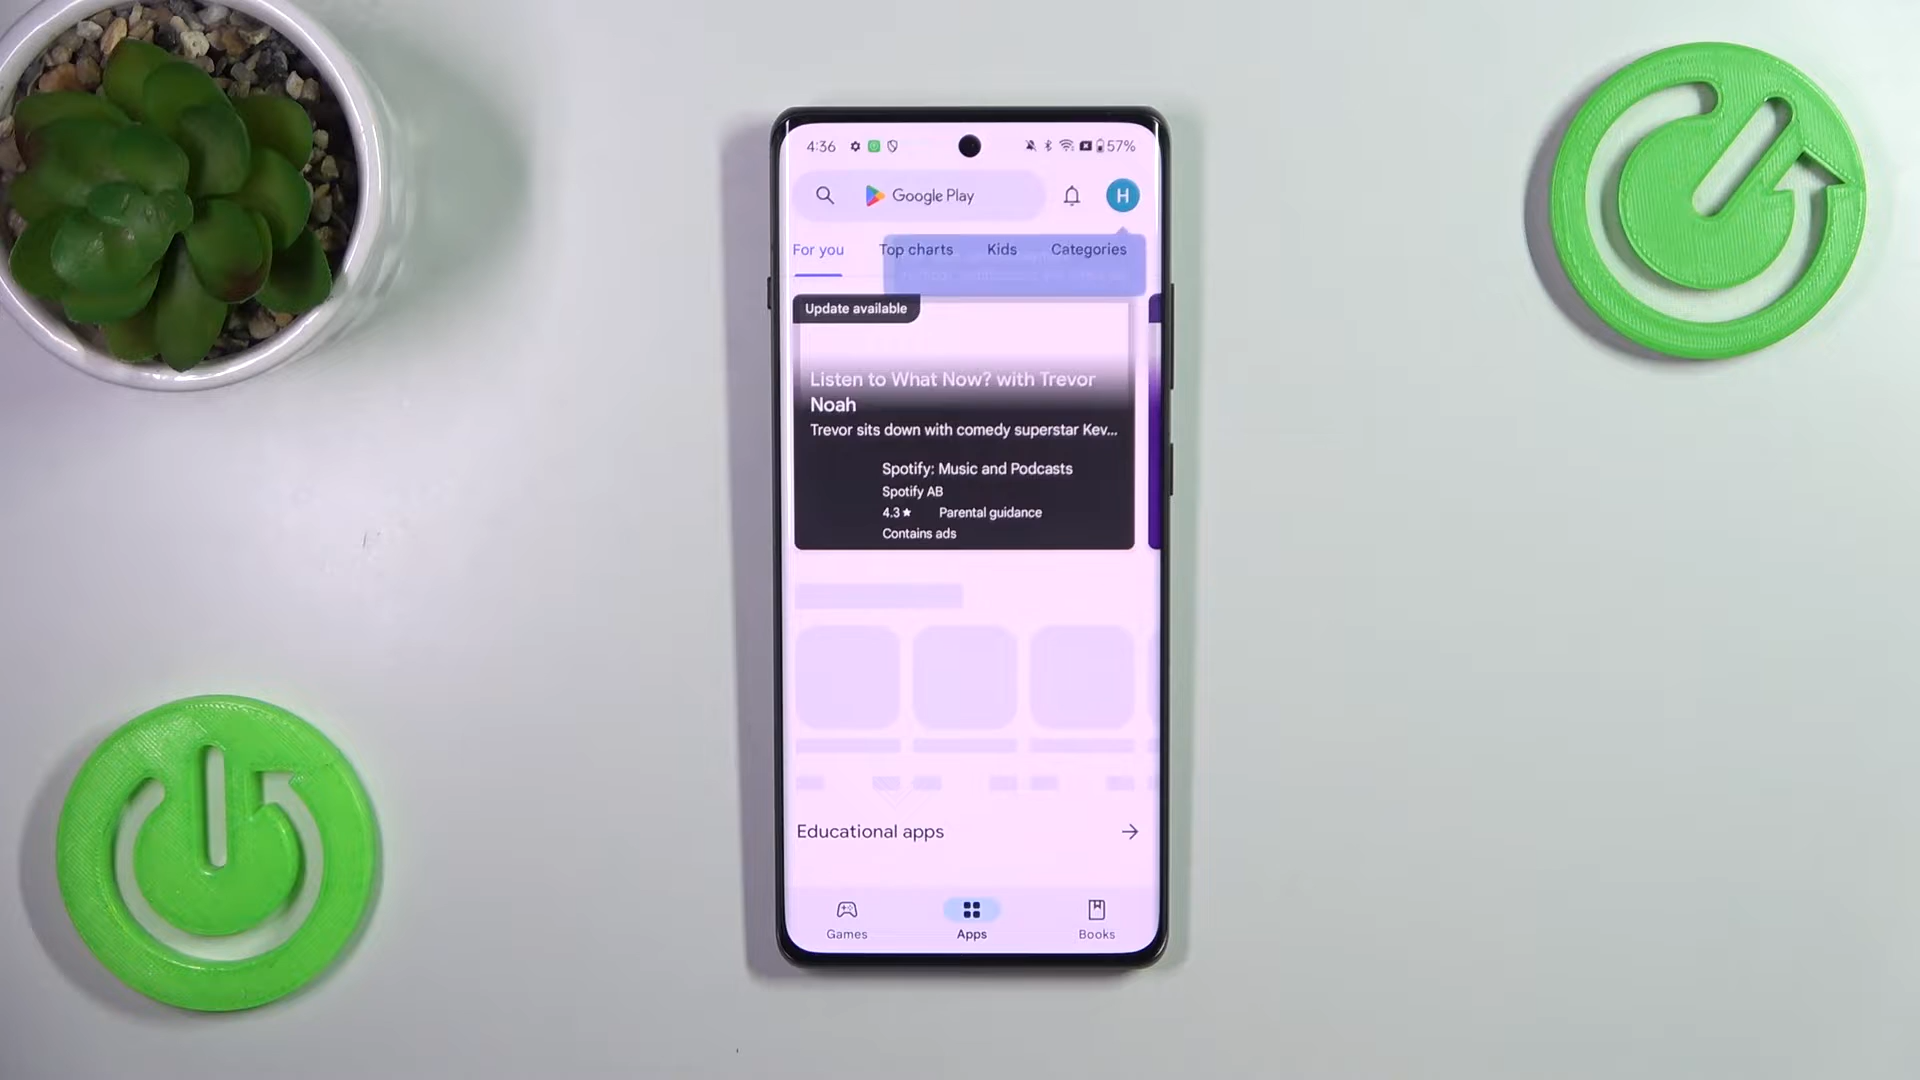 4:36
57%
Google Play
H
For you
Top charts
Kids
Categories
Update available
Listen to What Now? with Trevor
Noah
Trevor sits down with comedy superstar Kev...
Spotify: Music and Podcasts
Spotify AB
4.3★ Parental guidance
Contains ads
Educational apps
Games
Apps
Books